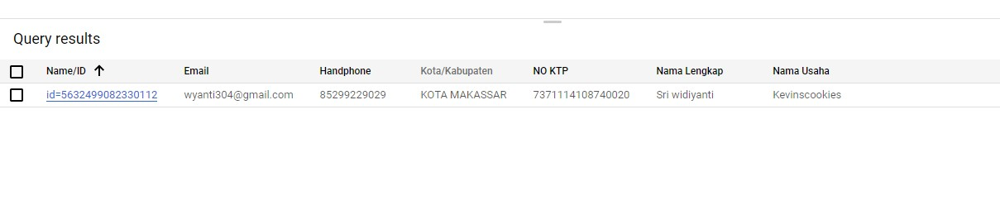 Query results
Name/ID Email Handphone Kota/Kabupaten NO KTP Nama Lengkap Nama Usaha
id=5632499082330112 wyanti304@gmail.com 85299229029 KOTA MAKASSAR 7371114108740020 Sri widiyanti Kevinscookies